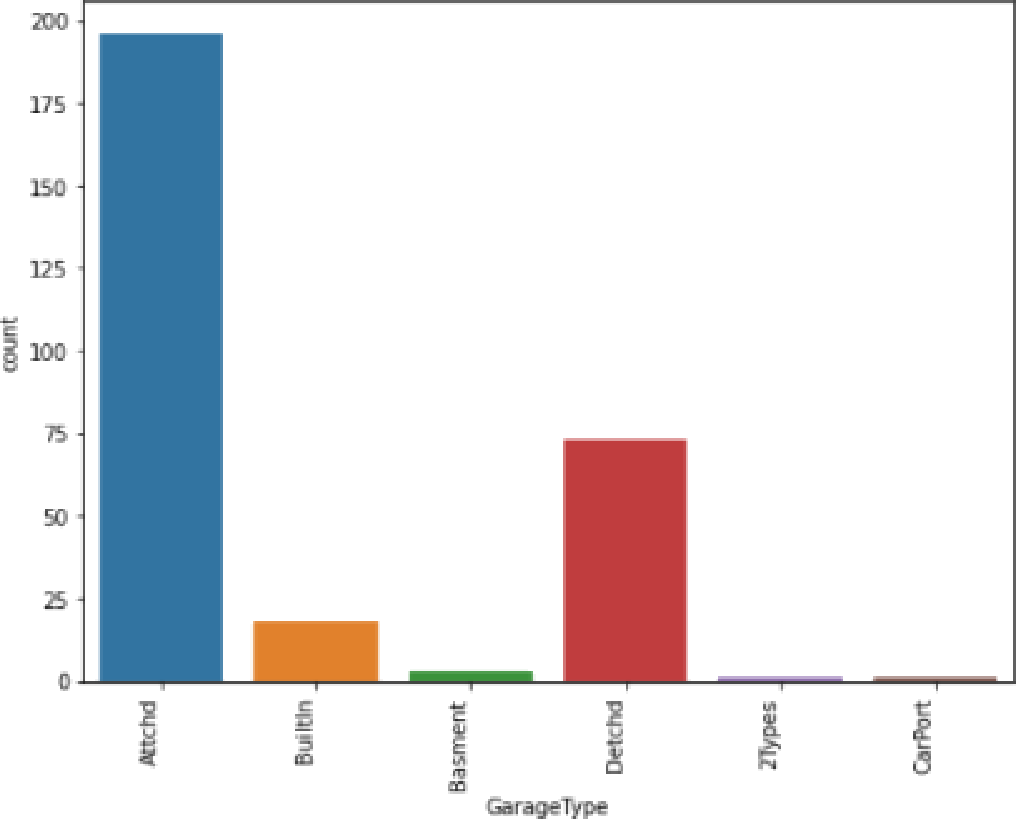 200
175
150
125
100
75
50
25
0
count
Attchd
BuiltIn
Basment
Detchd
2Types
CarPort
GarageType